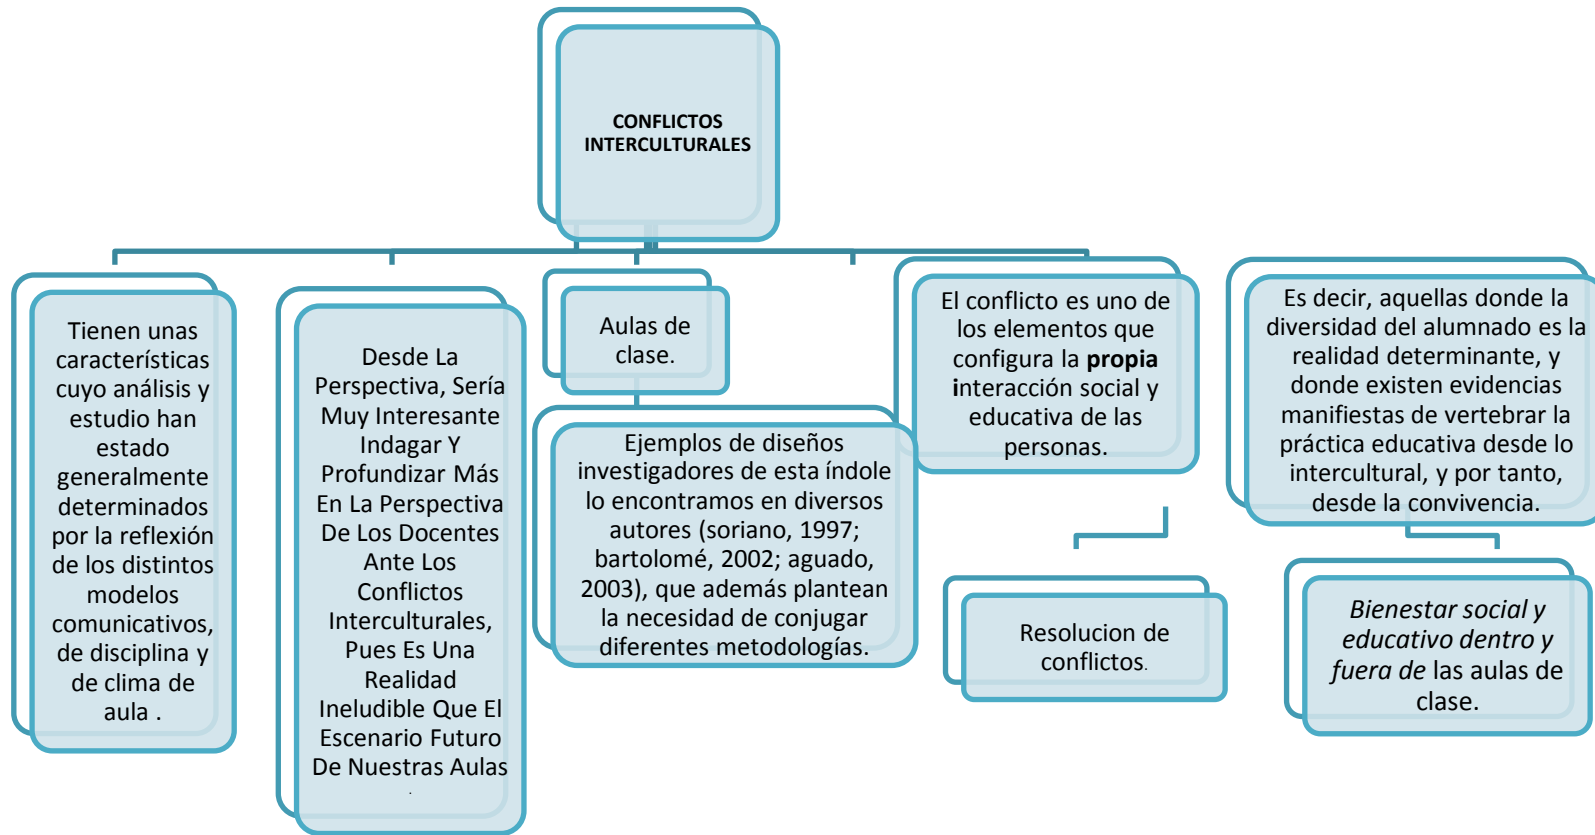 CONFLICTOS
INTERCULTURALES
Tienen unas
características
cuyo análisis y
estudio han
estado
generalmente
determinados
por la reflexión
de los distintos
modelos
comunicativos,
de disciplina y
de clima de
aula .
Desde La
Perspectiva, Sería
Muy Interesante
Indagar Y
Profundizar Más
En La Perspectiva
De Los Docentes
Ante Los
Conflictos
Interculturales,
Pues Es Una
Realidad
Ineludible Que El
Escenario Futuro
De Nuestras Aulas
.
Aulas de
clase.
Ejemplos de diseños
investigadores de esta índole
lo encontramos en diversos
autores (soriano, 1997;
bartolomé, 2002; aguado,
2003), que además plantean
la necesidad de conjugar
diferentes metodologías.
El conflicto es uno de
los elementos que
configura la propia
interacción social y
educativa de las
personas.
Resolucion de
conflictos.
Es decir, aquellas donde la
diversidad del alumnado es la
realidad determinante, y
donde existen evidencias
manifiestas de vertebrar la
práctica educativa desde lo
intercultural, y por tanto,
desde la convivencia.
Bienestar social y
educativo dentro y
fuera de las aulas de
clase.